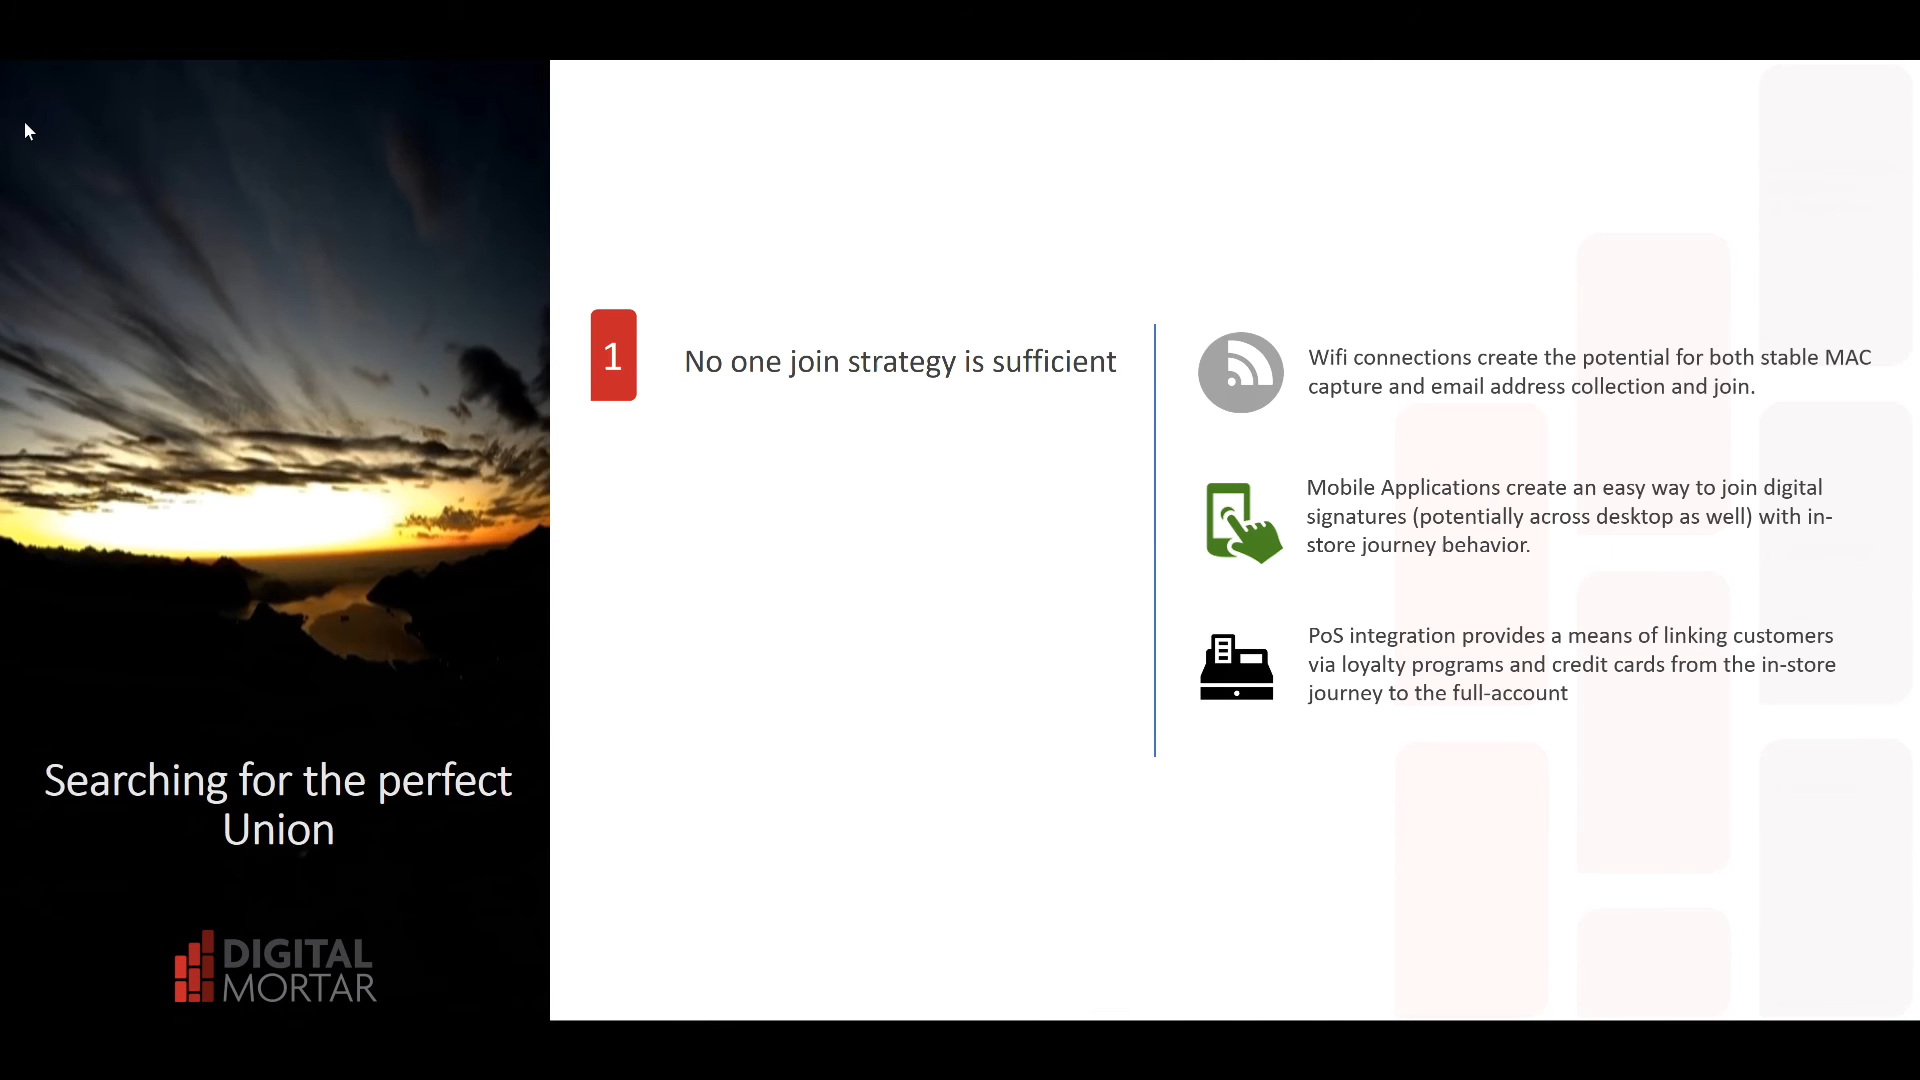 Searching for the perfect
Union
DIGITAL
MORTAR
1
No one join strategy is sufficient
Wifi connections create the potential for both stable MAC
capture and email address collection and join.
Mobile Applications create an easy way to join digital
signatures (potentially across desktop as well) with in-
store journey behavior.
PoS integration provides a means of linking customers
via loyalty programs and credit cards from the in-store
journey to the full-account